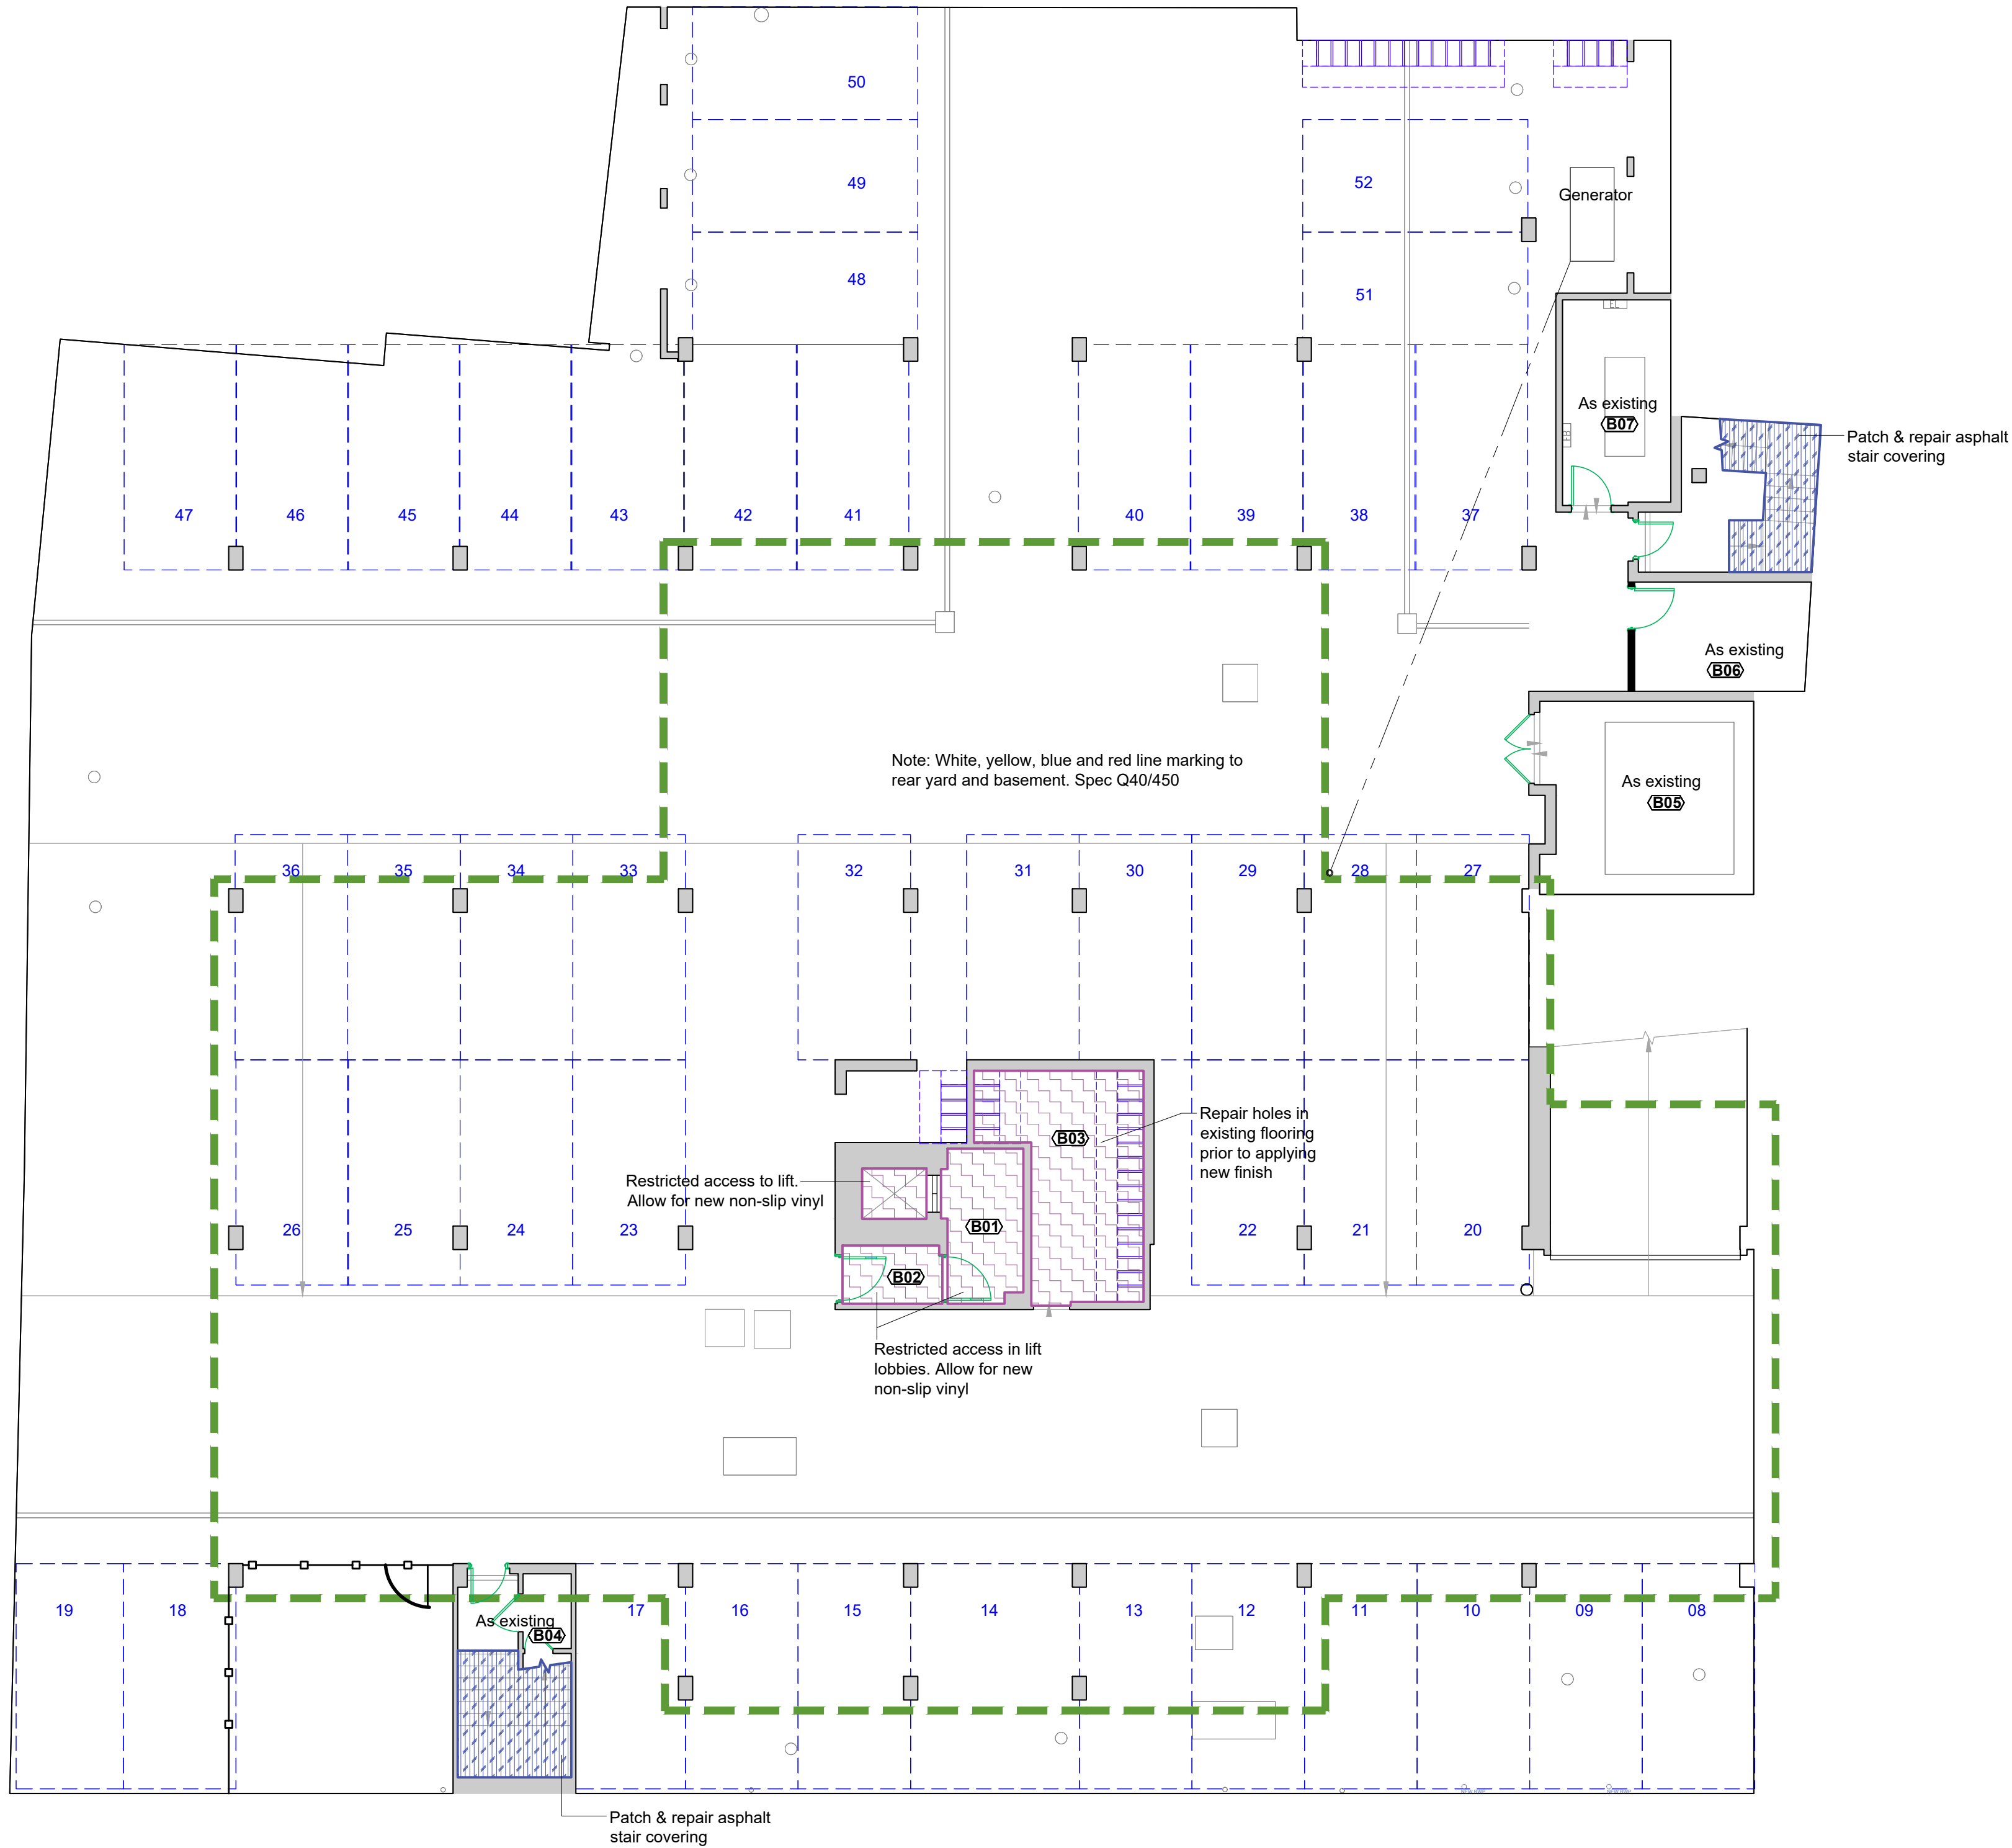 50
49
52
Generator
48
51
EL
As existing
B07
EB
Patch & repair asphalt
stair covering
47
46
45
44
43
42
41
40
39
38
37
As existing
B06
Note: White, yellow, blue and red line marking to
rear yard and basement. Spec Q40/450
As existing
B05
36
35
34
33
32
31
30
29
28
27
Repair holes in
existing flooring
prior to applying
new finish
B03
Restricted access to lift.
Allow for new non-slip vinyl
B01
26
25
24
23
22
21
20
B02
Restricted access in lift
lobbies. Allow for new
non-slip vinyl
19
18
As existing
B04
17
16
15
14
13
12
11
10
09
08
Patch & repair asphalt
stair covering